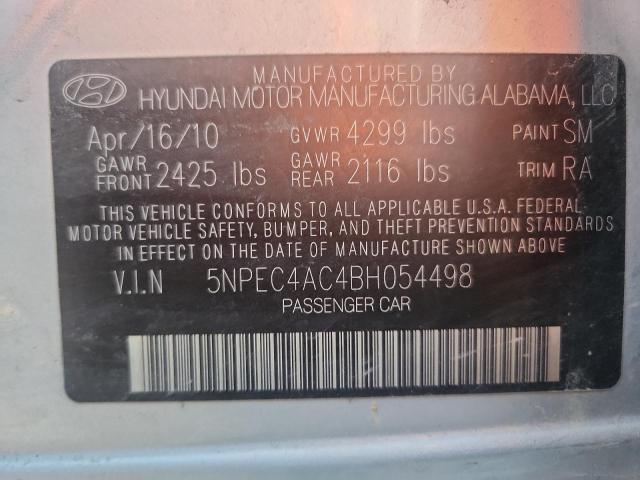 MANUFACTURED BY
HYUNDAI MOTOR MANUFACTURING ALABAMA, LLC
Apr/16/10 GVWR 4299 lbs PAINT SM
GAWR FRONT 2425 lbs GAWR REAR 2116 lbs TRIM RA
THIS VEHICLE CONFORMS TO ALL APPLICABLE U.S.A. FEDERAL
MOTOR VEHICLE SAFETY, BUMPER, AND THEFT PREVENTION STANDARDS
IN EFFECT ON THE DATE OF MANUFACTURE SHOWN ABOVE
V.I.N 5NPEC4AC4BH054498
PASSENGER CAR